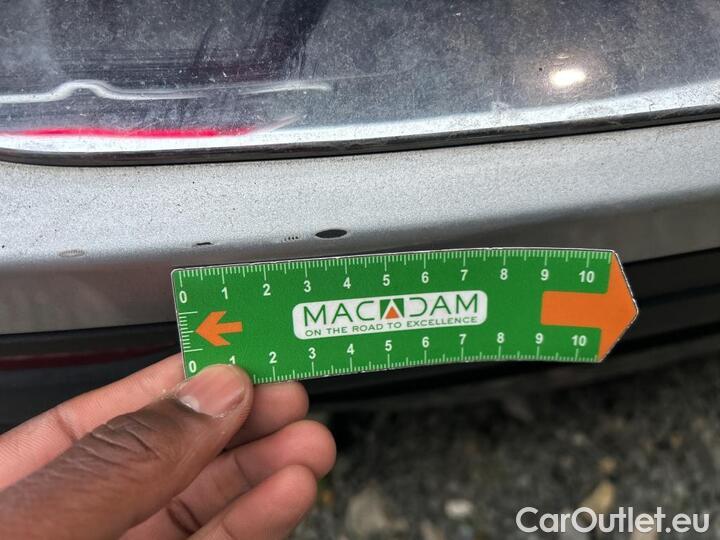 0 1 2 3 4 5 6 7 8 9 10
MACADAM
ON THE ROAD TO EXCELLENCE
0 1 2 3 4 5 6 7 8 9 10
CarOutlet.eu